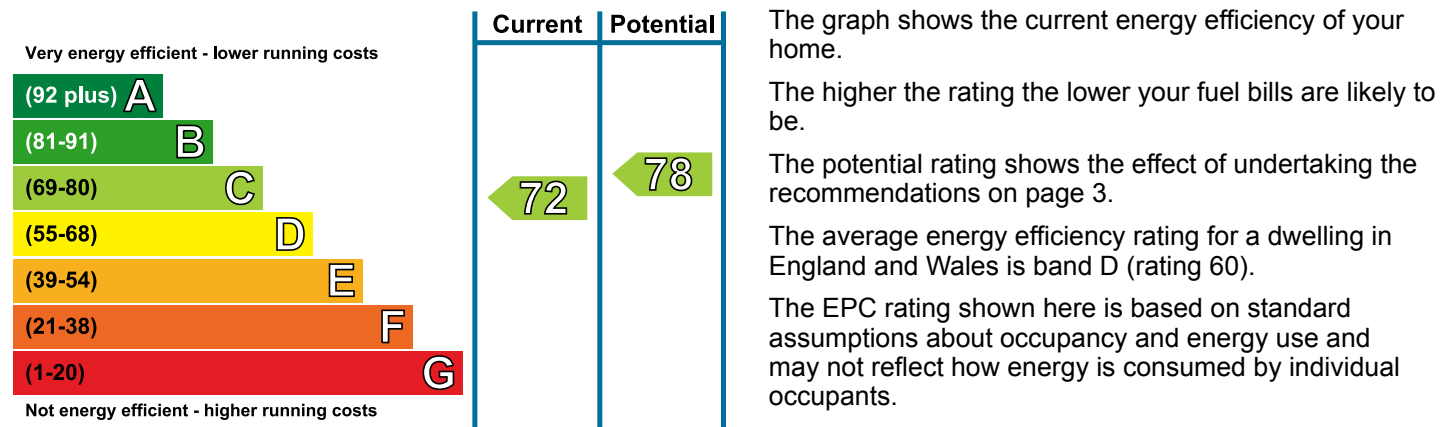 Current Potential
Very energy efficient - lower running costs
(92 plus) A
(81-91) B
(69-80) C
(55-68) D
(39-54) E
(21-38) F
(1-20) G
Not energy efficient - higher running costs
72
78
The graph shows the current energy efficiency of your
home.
The higher the rating the lower your fuel bills are likely to
be.
The potential rating shows the effect of undertaking the
recommendations on page 3.
The average energy efficiency rating for a dwelling in
England and Wales is band D (rating 60).
The EPC rating shown here is based on standard
assumptions about occupancy and energy use and
may not reflect how energy is consumed by individual
occupants.